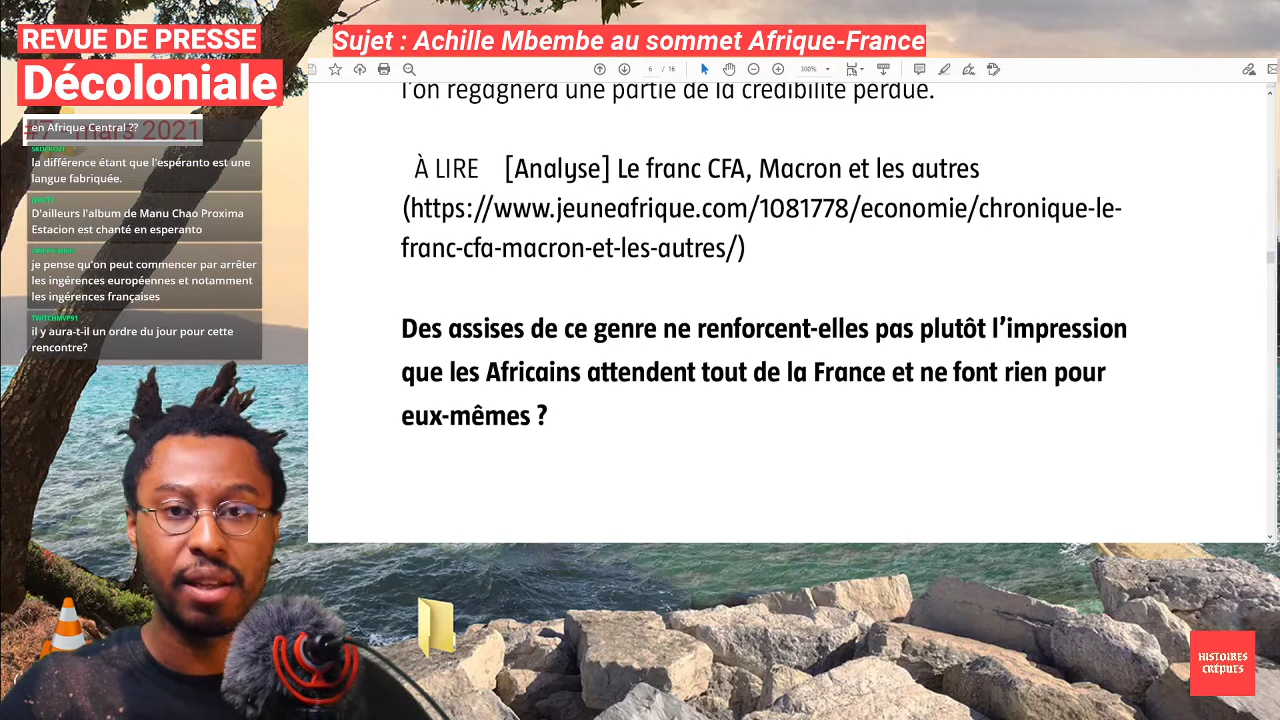 REVUE DE PRESSE
Décoloniale
#7 - mars 2021
Sujet : Achille Mbembe au sommet Afrique-France
6 / 16
300%
en Afrique Central ??
la différence étant que l'espéranto est une
langue fabriquée.
D'ailleurs l'album de Manu Chao Proxima
Estacion est chanté en esperanto
je pense qu'on peut commencer par arrêter
les ingérences européennes et notamment
les ingérences françaises
TWITCHMVP91
il y aura-t-il un ordre du jour pour cette
rencontre?
l'on regagnera une partie de la crédibilité perdue.
À LIRE [Analyse] Le franc CFA, Macron et les autres
(https://www.jeuneafrique.com/1081778/economie/chronique-le-
franc-cfa-macron-et-les-autres/)
Des assises de ce genre ne renforcent-elles pas plutôt l’impression
que les Africains attendent tout de la France et ne font rien pour
eux-mêmes ?
HISTOIRES
CRÉPUES